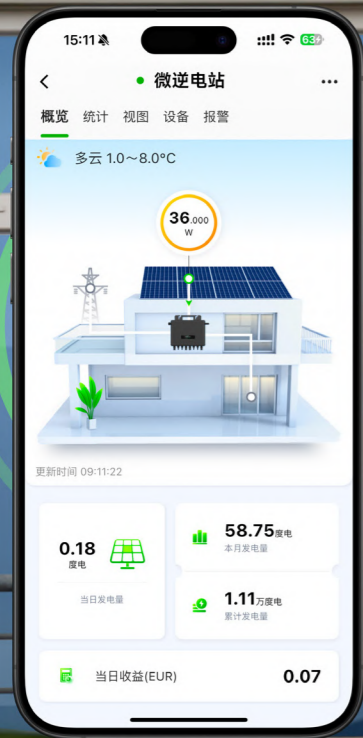 15:11
63
微逆电站
概览 统计 视图 设备 报警
多云 1.0～8.0°C
36.000
W
更新时间 09:11:22
0.18
度电
当日发电量
58.75度电
本月发电量
1.11万度电
累计发电量
当日收益(EUR)
0.07